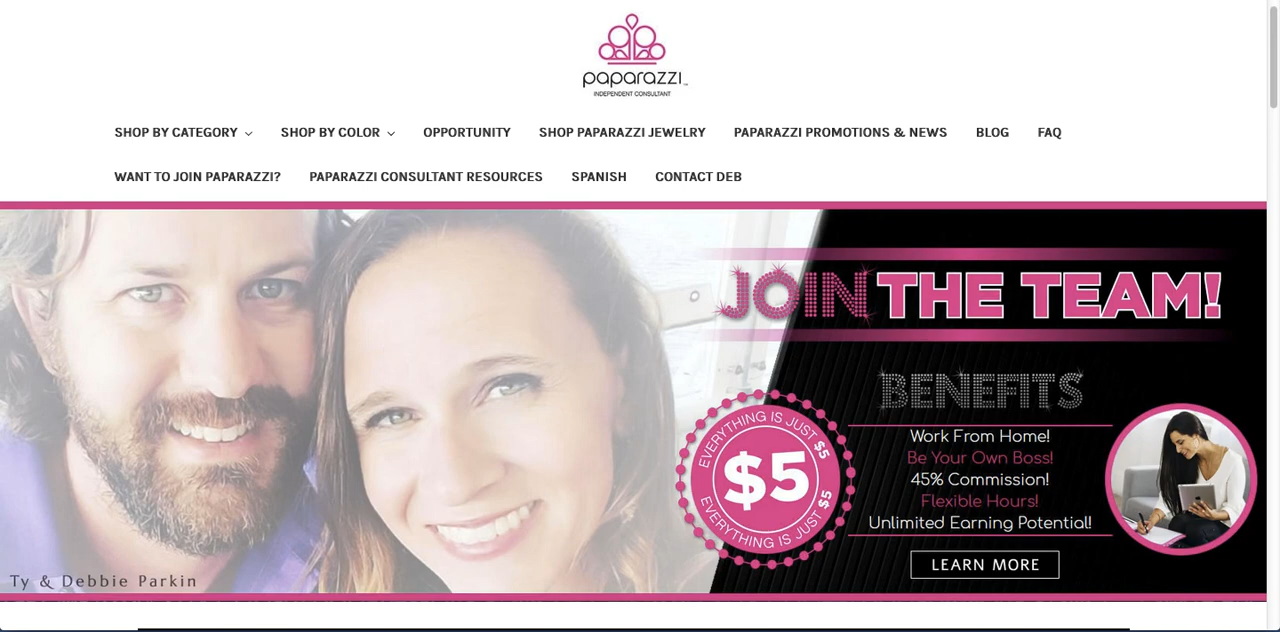 paparazzi
INDEPENDENT CONSULTANT
SHOP BY CATEGORY SHOP BY COLOR OPPORTUNITY SHOP PAPARAZZI JEWELRY PAPARAZZI PROMOTIONS & NEWS BLOG FAQ
WANT TO JOIN PAPARAZZI? PAPARAZZI CONSULTANT RESOURCES SPANISH CONTACT DEB
JOIN THE TEAM!
BENEFITS
EVERYTHING IS JUST $5
$5
EVERYTHING IS JUST $5
Work From Home!
Be Your Own Boss!
45% Commission!
Flexible Hours!
Unlimited Earning Potential!
LEARN MORE
Ty & Debbie Parkin